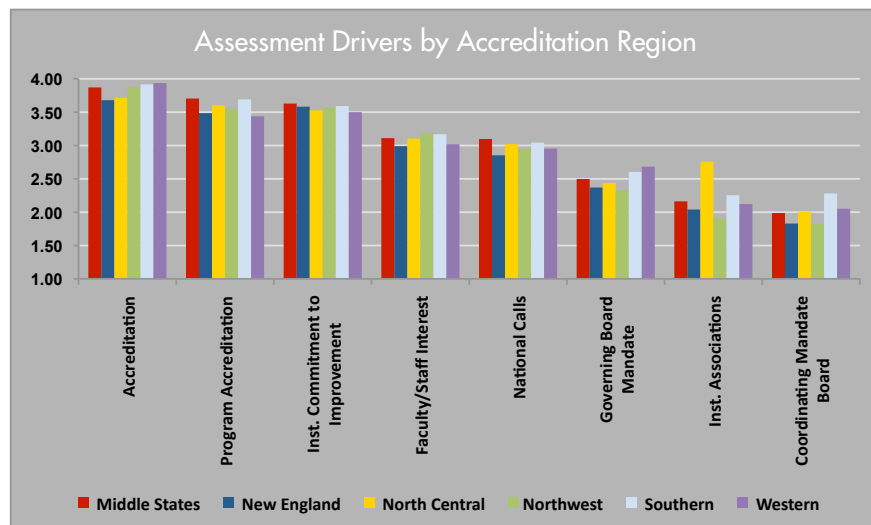 Assessment Drivers by Accreditation Region
4.00
3.50
3.00
2.50
2.00
1.50
1.00
Accreditation
Program Accreditation
Inst. Commitment to
Improvement
Faculty/Staff Interest
National Calls
Governing Board
Mandate
Inst. Associations
Coordinating Mandate
Board
Middle States
New England
North Central
Northwest
Southern
Western